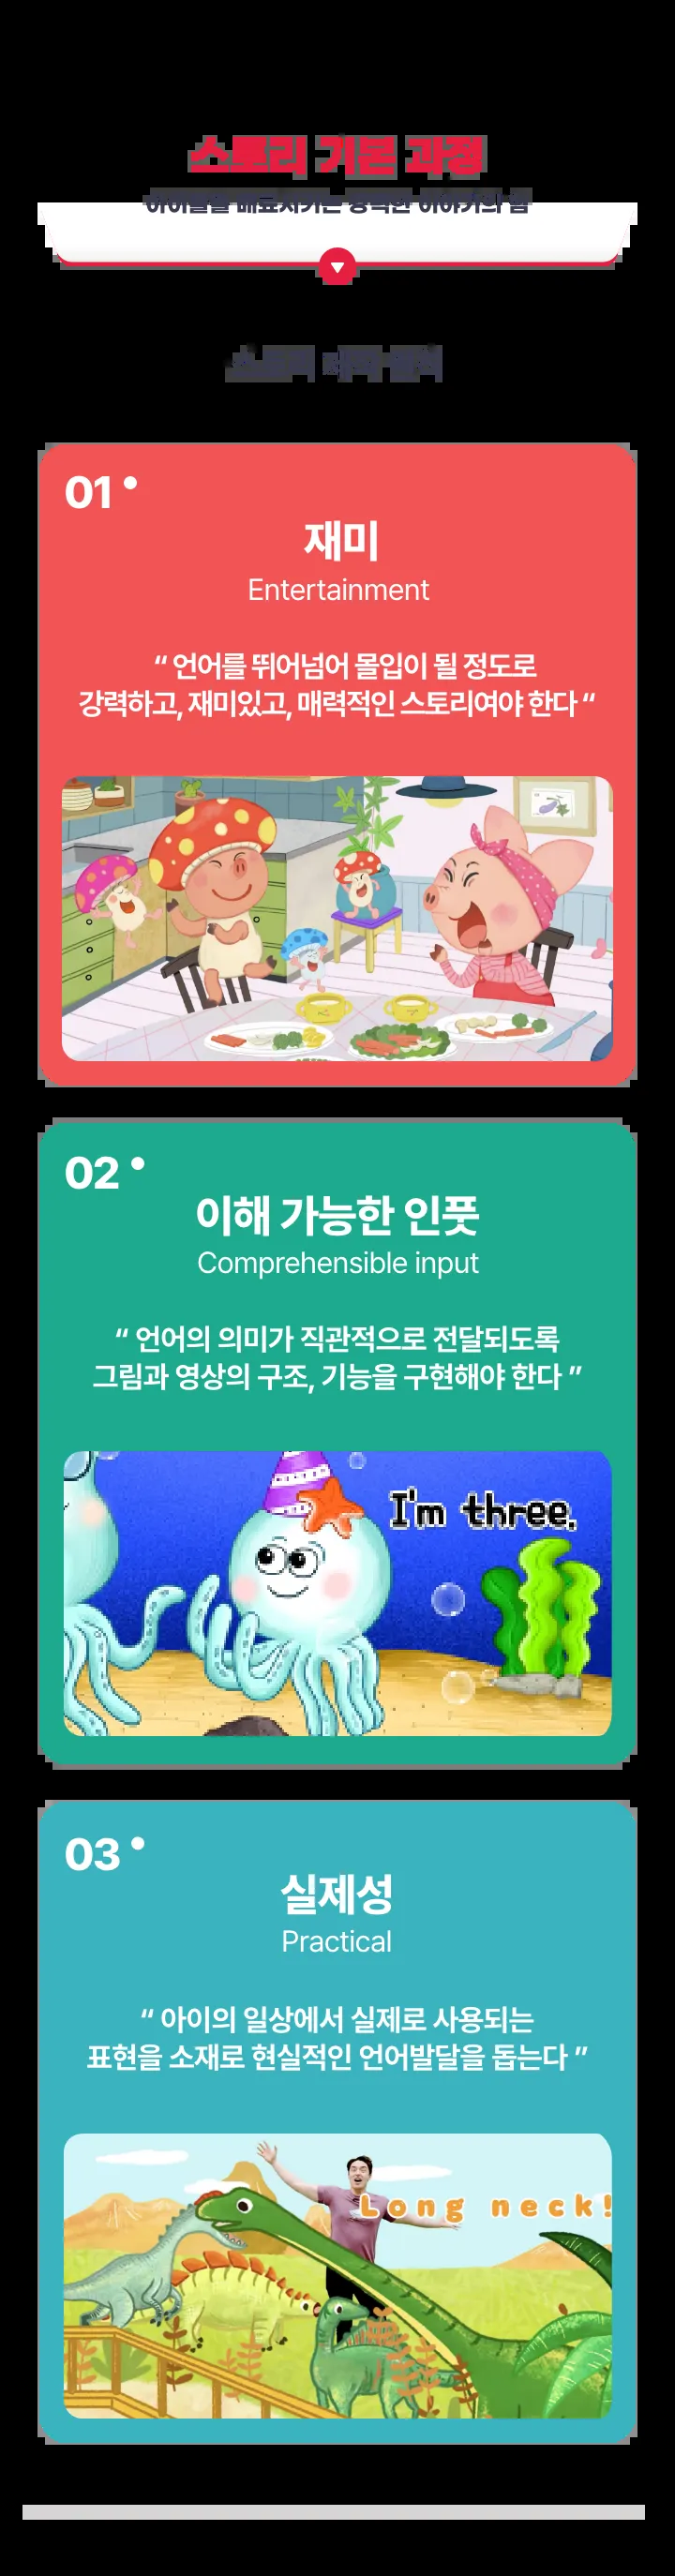 스토리 기본 과정
아이들을 매료시키는 강력한 이야기의 힘
스토리 제작 원칙
01
재미
Entertainment
“ 언어를 뛰어넘어 몰입이 될 정도로
강력하고, 재미있고, 매력적인 스토리여야 한다 “
02
이해 가능한 인풋
Comprehensible input
“ 언어의 의미가 직관적으로 전달되도록
그림과 영상의 구조, 기능을 구현해야 한다 ”
I'm three.
03
실제성
Practical
“ 아이의 일상에서 실제로 사용되는
표현을 소재로 현실적인 언어발달을 돕는다 ”
Long neck!